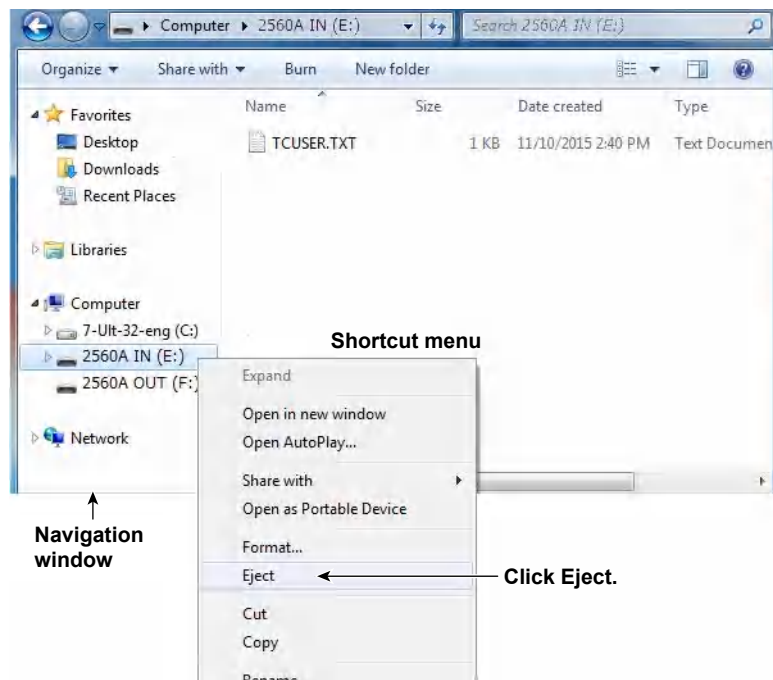 Computer ▸ 2560A IN (E:)
Search 2560A IN (E:)
Organize Share with Burn New folder
Name Size Date created Type
TCUSER.TXT 1 KB 11/10/2015 2:40 PM Text Documen
Favorites
Desktop
Downloads
Recent Places
Libraries
Computer
7-Ult-32-eng (C:)
2560A IN (E:)
2560A OUT (F:)
Network
Navigation
window
Shortcut menu
Expand
Open in new window
Open AutoPlay...
Share with
Open as Portable Device
Format...
Eject
Click Eject.
Cut
Copy
Rename